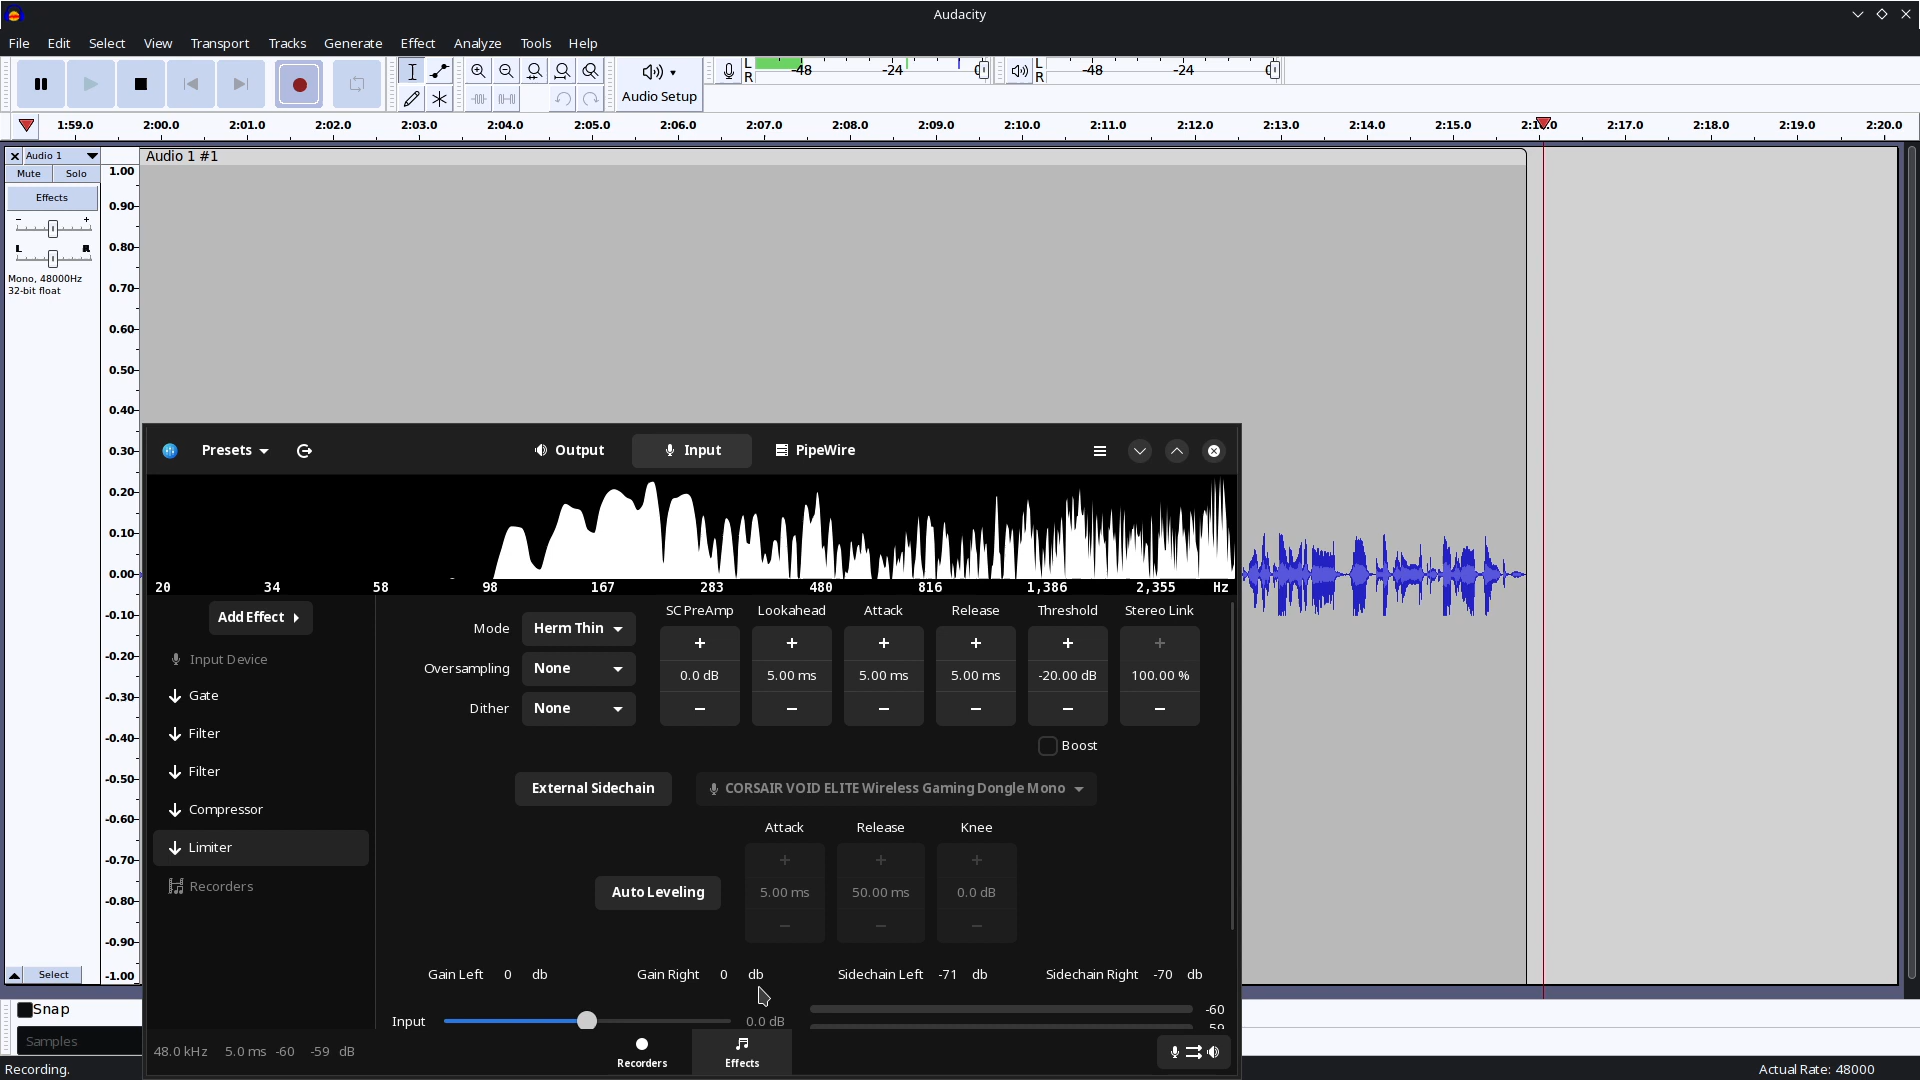 Audacity
File Edit Select View Transport Tracks Generate Effect Analyze Tools Help
L R -48 -24 0 L R -48 -24 0
Audio Setup
1:59.0 2:00.0 2:01.0 2:02.0 2:03.0 2:04.0 2:05.0 2:06.0 2:07.0 2:08.0 2:09.0 2:10.0 2:11.0 2:12.0 2:13.0 2:14.0 2:15.0 2:16.0 2:17.0 2:18.0 2:19.0 2:20.0
Audio 1
Audio 1 #1
Mute Solo
Effects
- +
L R
Mono, 48000Hz
32-bit float
1.00
0.90
0.80
0.70
0.60
0.50
0.40
0.30
0.20
0.10
0.00
-0.10
-0.20
-0.30
-0.40
-0.50
-0.60
-0.70
-0.80
-0.90
-1.00
Select
Presets Output Input PipeWire
20 34 58 98 167 283 480 816 1,386 2,355 Hz
Add Effect
Input Device
Gate
Filter
Filter
Compressor
Limiter
Recorders
SC PreAmp Lookahead Attack Release Threshold Stereo Link
Mode Herm Thin
Oversampling None
Dither None
+ + + + + +
0.0 dB 5.00 ms 5.00 ms 5.00 ms -20.00 dB 100.00 %
− − − − − −
Boost
External Sidechain CORSAIR VOID ELITE Wireless Gaming Dongle Mono
Attack Release Knee
+ + +
Auto Leveling 5.00 ms 50.00 ms 0.0 dB
− − −
Gain Left 0 db Gain Right 0 db Sidechain Left -71 db Sidechain Right -70 db
Input 0.0 dB -60
-59
48.0 kHz 5.0 ms -60 -59 dB
Recorders Effects
Snap
Samples
Recording.
Actual Rate: 48000